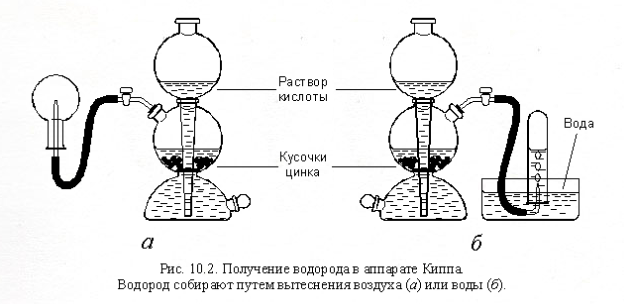 Раствор
кислоты
Вода
Кусочки
цинка
а
б
Рис. 10.2. Получение водорода в аппарате Киппа.
Водород собирают путем вытеснения воздуха (а) или воды (б).